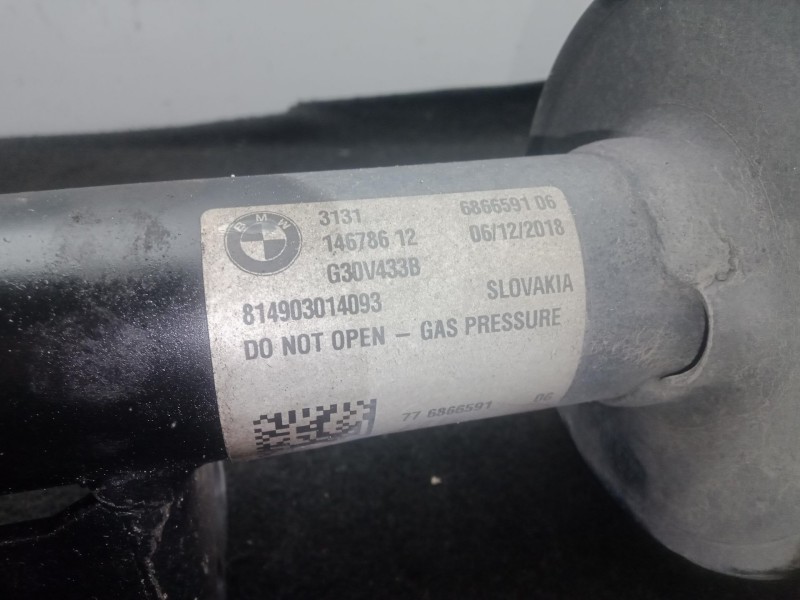 BMW
3131 6866591 06
146786 12 06/12/2018
G30V433B
814903014093 SLOVAKIA
DO NOT OPEN – GAS PRESSURE
77 6866591 06